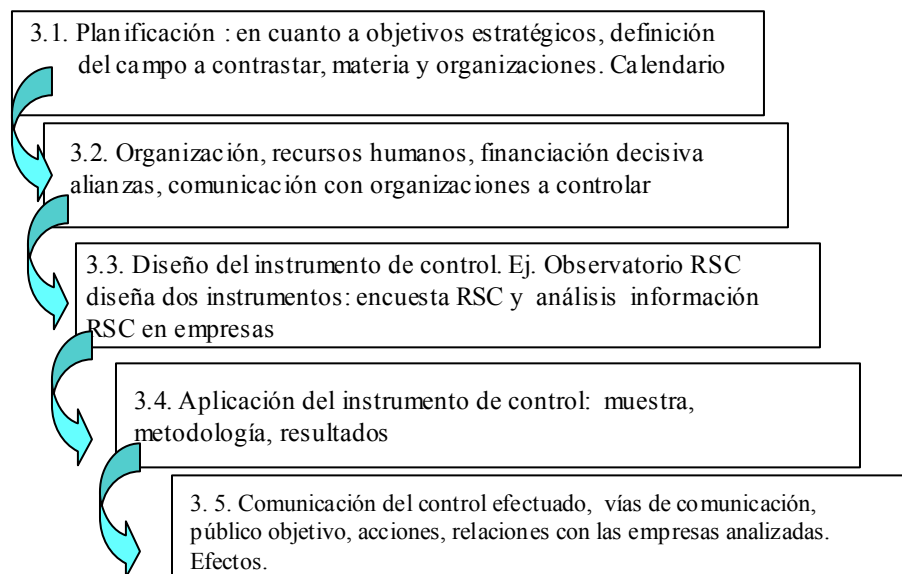 3.1. Planificación : en cuanto a objetivos estratégicos, definición
del campo a contrastar, materia y organizaciones. Calendario
3.2. Organización, recursos humanos, financiación decisiva
alianzas, comunicación con organizaciones a controlar
3.3. Diseño del instrumento de control. Ej. Observatorio RSC
diseña dos instrumentos: encuesta RSC y análisis información
RSC en empresas
3.4. Aplicación del instrumento de control: muestra,
metodología, resultados
3. 5. Comunicación del control efectuado, vías de comunicación,
público objetivo, acciones, relaciones con las empresas analizadas.
Efectos.